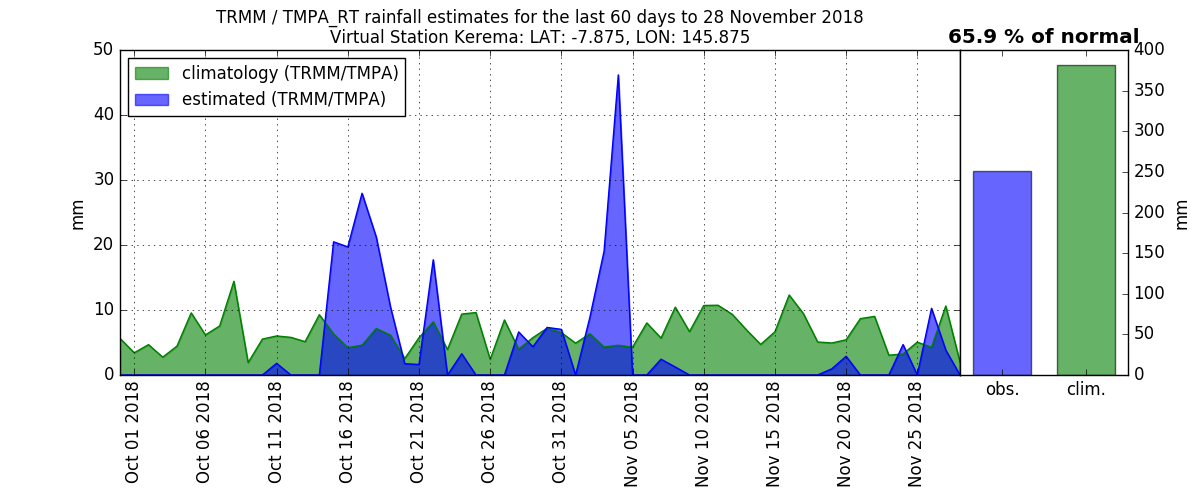 TRMM / TMPA_RT rainfall estimates for the last 60 days to 28 November 2018
Virtual Station Kerema: LAT: -7.875, LON: 145.875
65.9 % of normal
climatology (TRMM/TMPA)
estimated (TRMM/TMPA)
50
40
30
20
10
0
mm
400
350
300
250
200
150
100
50
0
mm
Oct 01 2018
Oct 06 2018
Oct 11 2018
Oct 16 2018
Oct 21 2018
Oct 26 2018
Oct 31 2018
Nov 05 2018
Nov 10 2018
Nov 15 2018
Nov 20 2018
Nov 25 2018
obs.
clim.